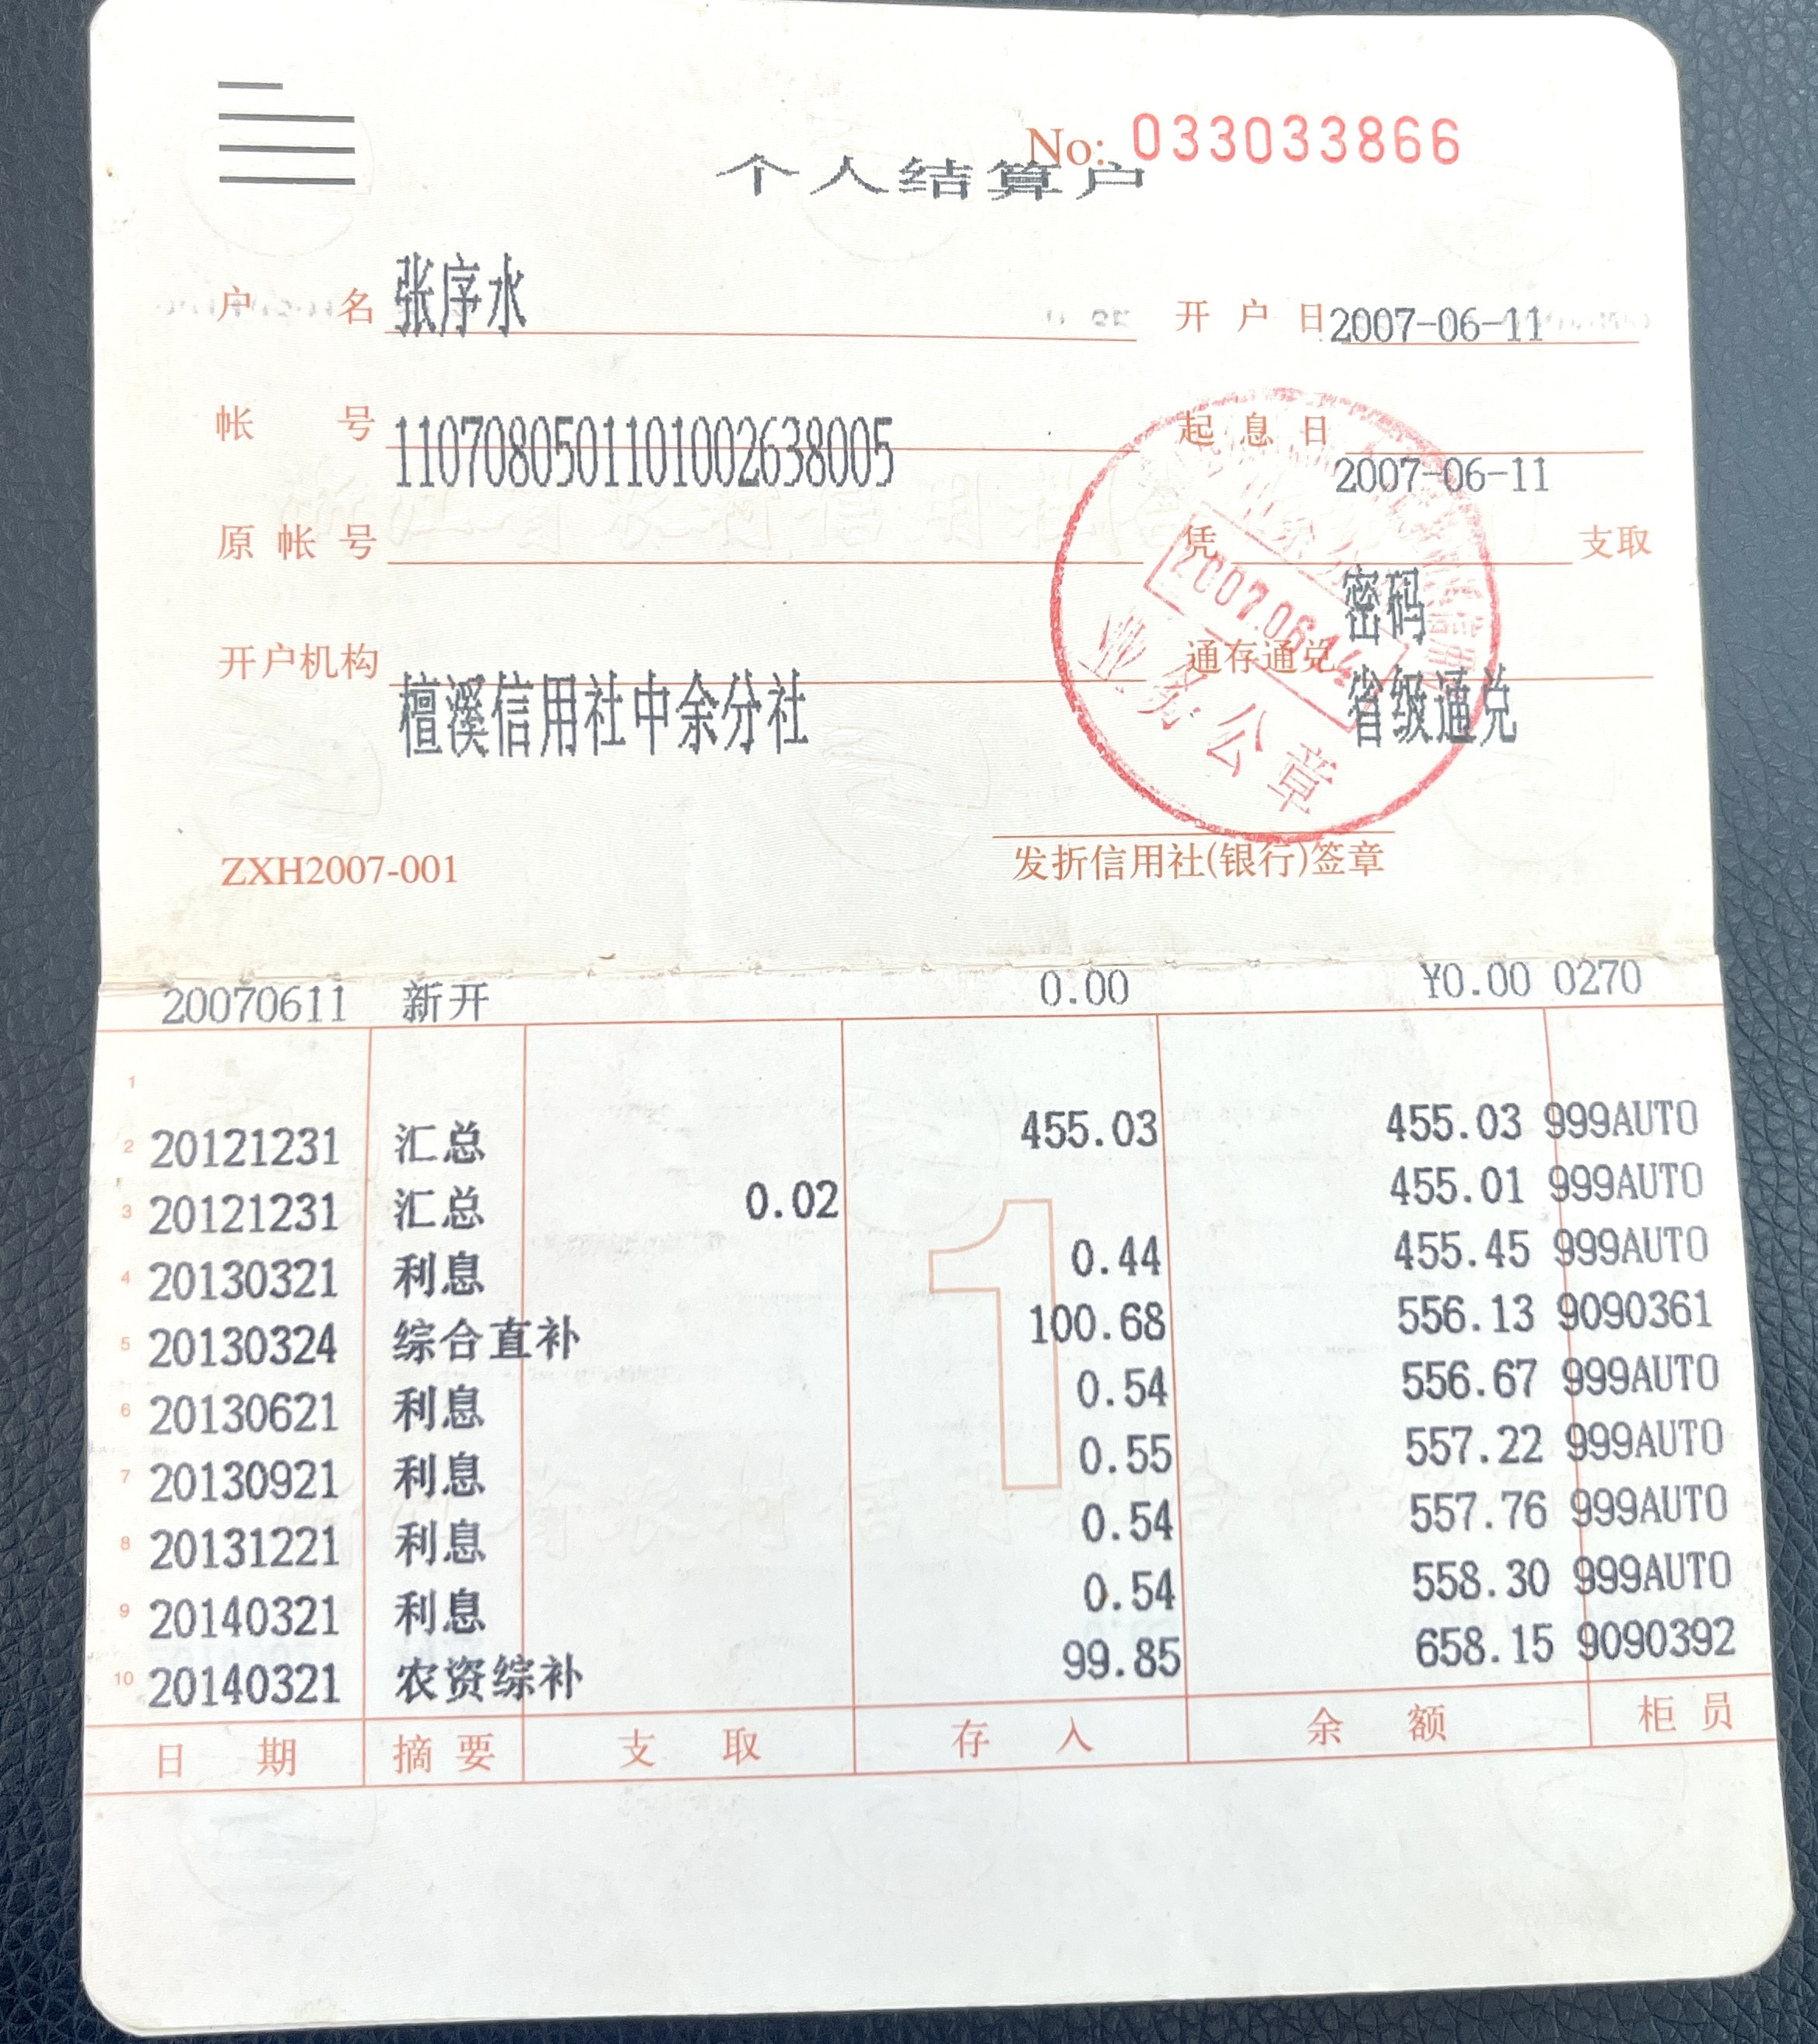 No: 033033866
个人结算户
户名 张序水 开户日 2007-06-11
帐号 1107080501101002638005 起息日 2007-06-11
原帐号 凭 密码 支取
开户机构 檀溪信用社中余分社 通存通兑 省级通兑
2007.06.14
业务公章
ZXH2007-001 发折信用社(银行)签章
20070611 新开 0.00 ¥0.00 0270
1
2 20121231 汇总 455.03 455.03 999AUTO
3 20121231 汇总 0.02 455.01 999AUTO
4 20130321 利息 0.44 455.45 999AUTO
5 20130324 综合直补 100.68 556.13 9090361
6 20130621 利息 0.54 556.67 999AUTO
7 20130921 利息 0.55 557.22 999AUTO
8 20131221 利息 0.54 557.76 999AUTO
9 20140321 利息 0.54 558.30 999AUTO
10 20140321 农资综补 99.85 658.15 9090392
1
日期 摘要 支取 存入 余额 柜员